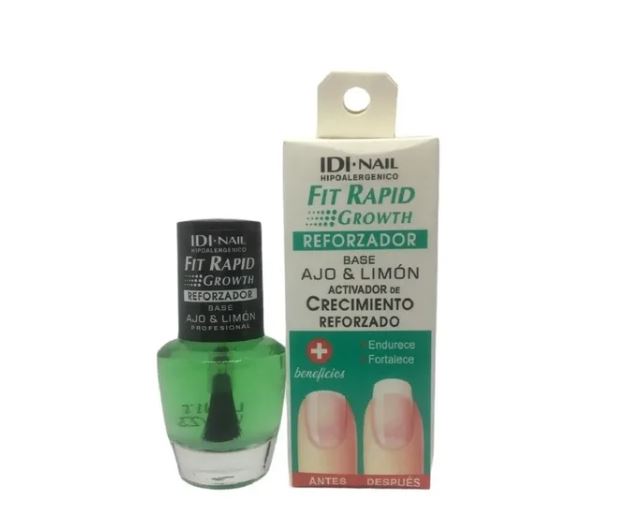 IDI·NAIL
HIPOALERGENICO
FIT RAPID
GROWTH
REFORZADOR
BASE
AJO & LIMÓN
PROFESIONAL
IDI·NAIL
HIPOALERGENICO
FIT RAPID
GROWTH
REFORZADOR
BASE
AJO & LIMÓN
ACTIVADOR DE
CRECIMIENTO
REFORZADO
Endurece
Fortalece
beneficios
ANTES DESPUÉS